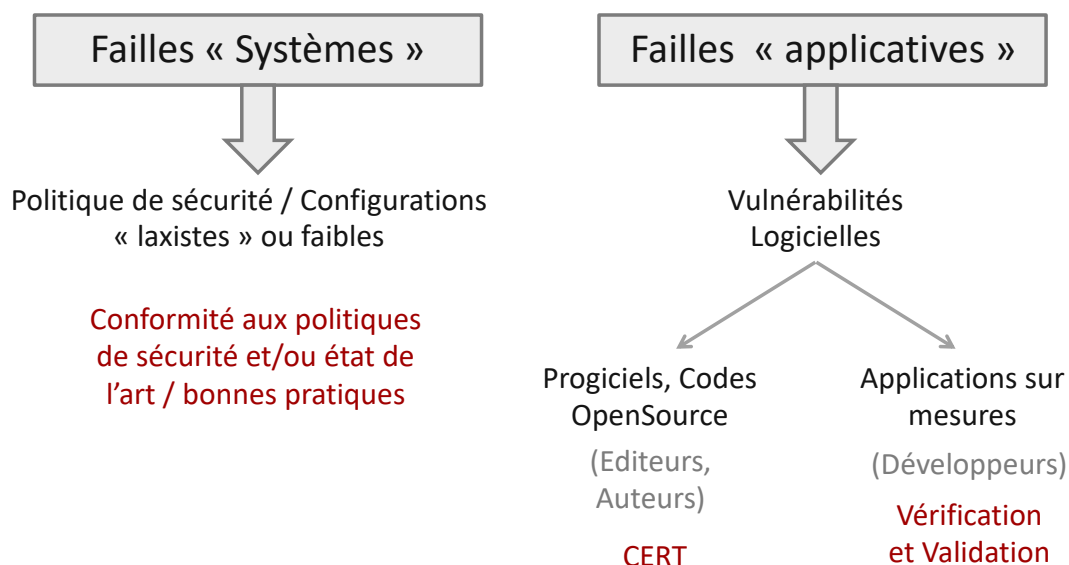 Failles « Systèmes »
Politique de sécurité / Configurations
« laxistes » ou faibles
Conformité aux politiques
de sécurité et/ou état de
l’art / bonnes pratiques
Failles « applicatives »
Vulnérabilités
Logicielles
Progiciels, Codes
OpenSource
(Editeurs,
Auteurs)
CERT
Applications sur
mesures
(Développeurs)
Vérification
et Validation